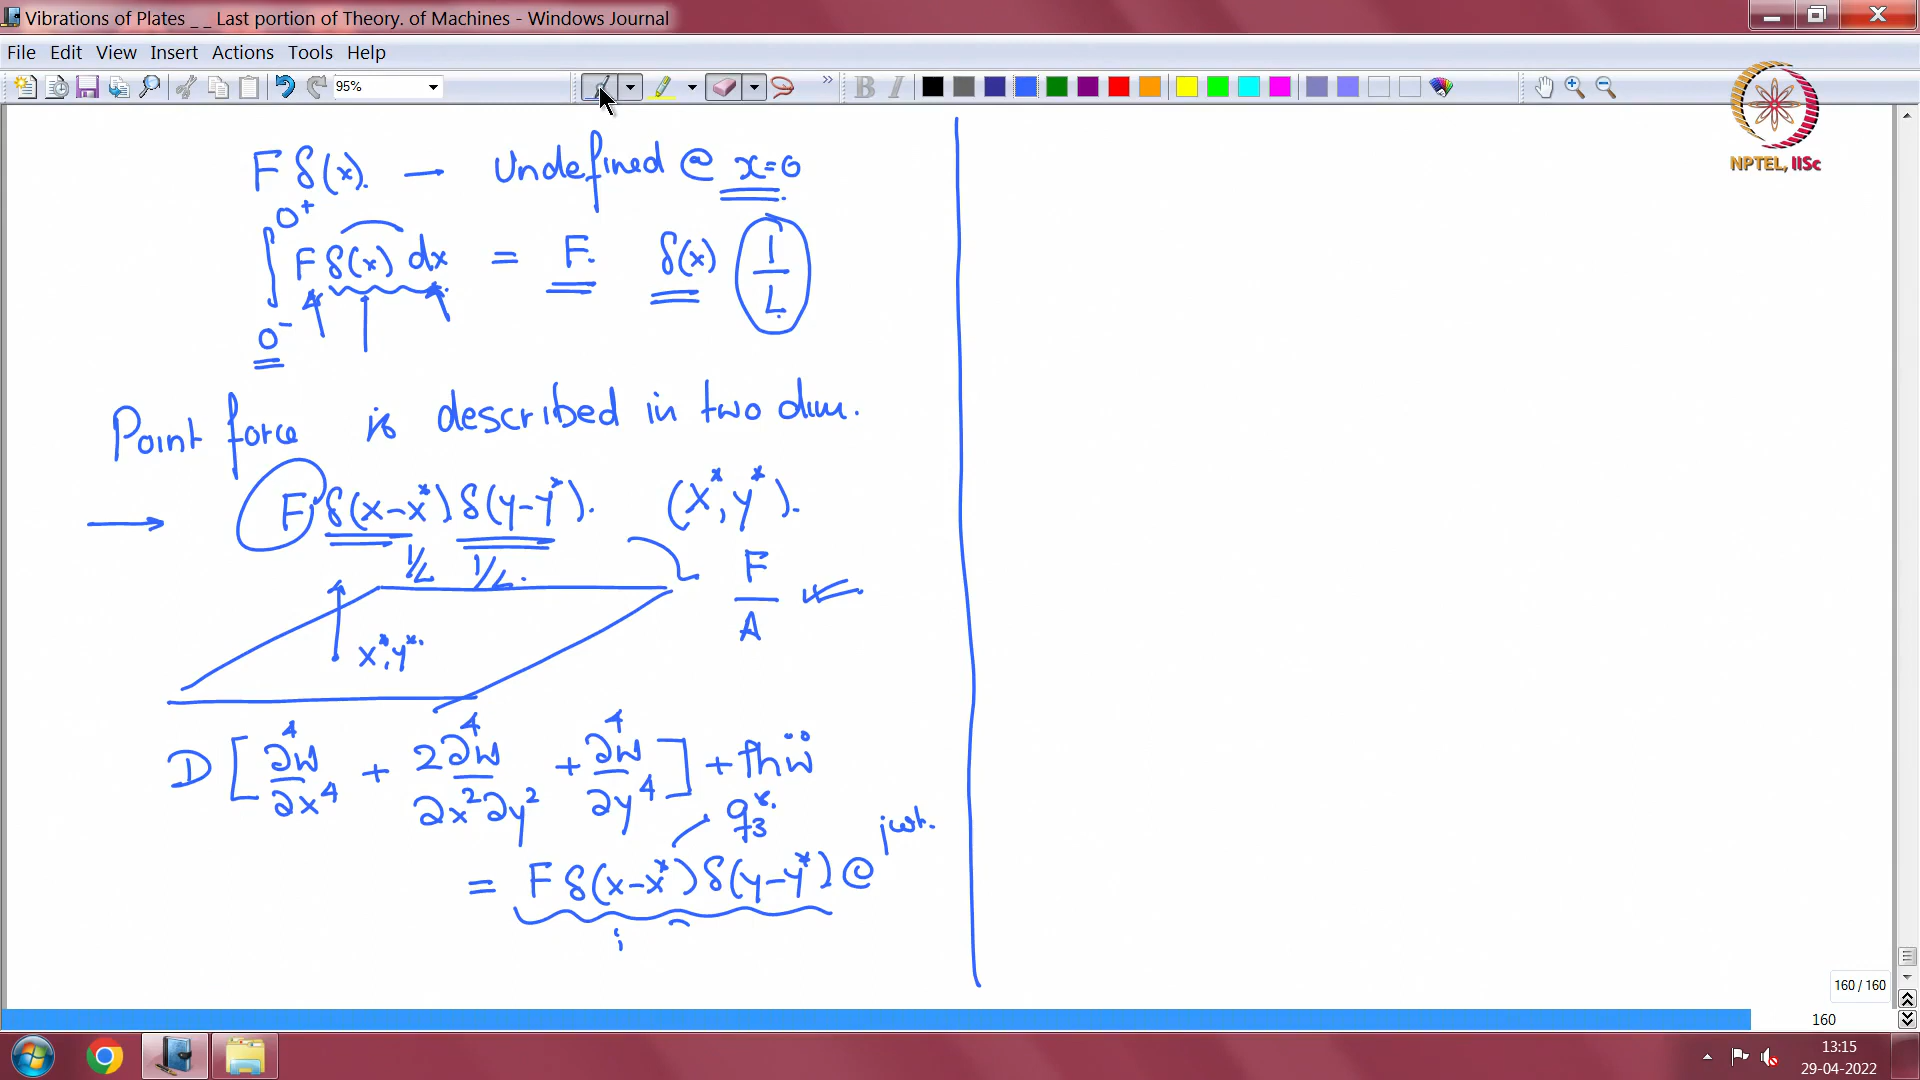 Vibrations of Plates _ _ Last portion of Theory. of Machines - Windows Journal
File Edit View Insert Actions Tools Help
95%
NPTEL, IISc
F δ(x). → Undefined @ x=0
∫_{0⁻}^{0⁺} F δ(x) dx = F. δ(x) 1/L
Point force is described in two dim.
→ F δ(x-x*) δ(y-y*). (x*, y*).
1/L 1/L.
F/A
x*, y*.
D [ ∂⁴w/∂x⁴ + 2∂⁴w/∂x²∂y² + ∂⁴w/∂y⁴ ] + ρhẅ
q₃*.
= F δ(x-x*) δ(y-y*) e^{jωt.}
160 / 160
160
13:15
29-04-2022